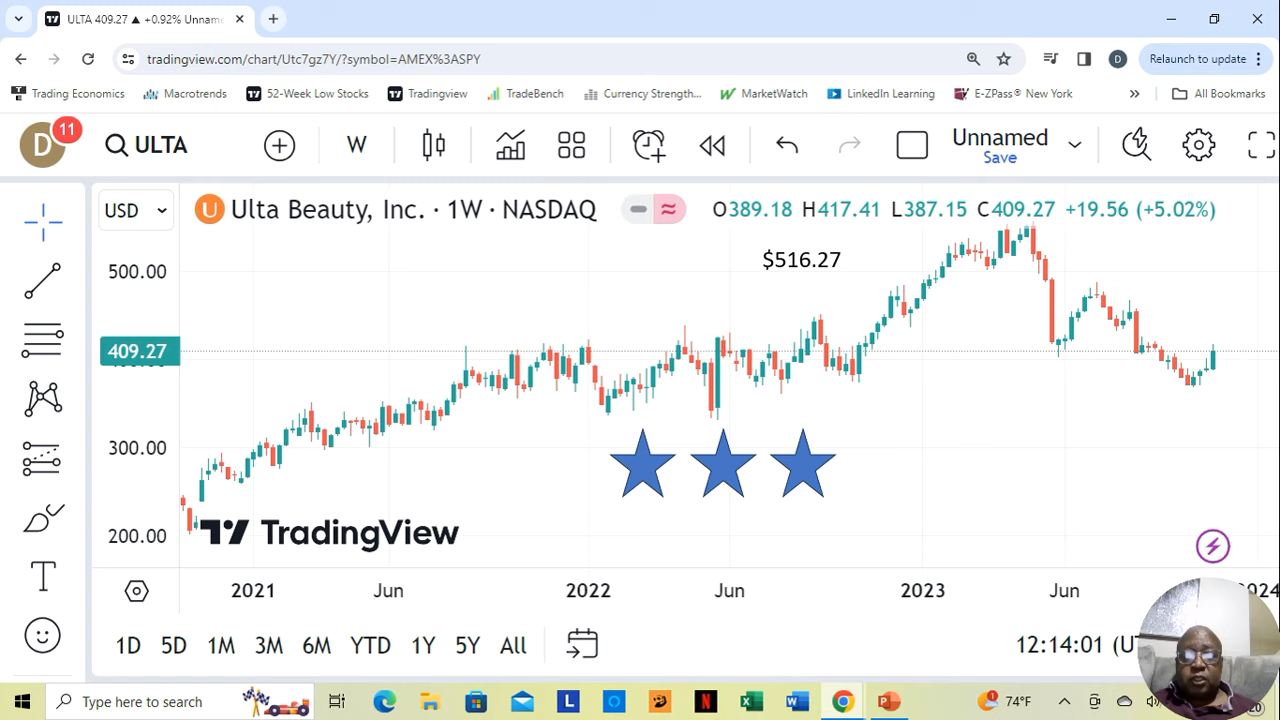 ULTA 409.27 ▲ +0.92% Unname
tradingview.com/chart/Utc7gz7Y/?symbol=AMEX%3ASPY
D
Relaunch to update
Trading Economics
Macrotrends
52-Week Low Stocks
Tradingview
TradeBench
Currency Strength...
MarketWatch
LinkedIn Learning
E-ZPass® New York
»
All Bookmarks
D
11
ULTA
W
Unnamed
Save
USD
U
Ulta Beauty, Inc. · 1W · NASDAQ
O389.18 H417.41 L387.15 C409.27 +19.56 (+5.02%)
$516.27
500.00
409.27
300.00
200.00
TradingView
2021
Jun
2022
Jun
2023
Jun
1D
5D
1M
3M
6M
YTD
1Y
5Y
All
12:14:01 (U
T
Type here to search
L
N
1
74°F